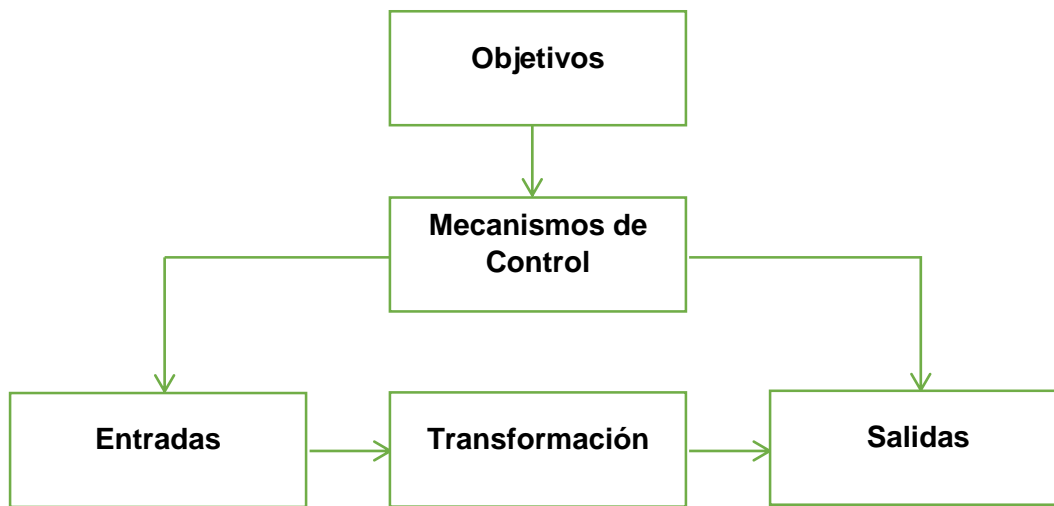 Objetivos
Mecanismos de
Control
Entradas
Transformación
Salidas